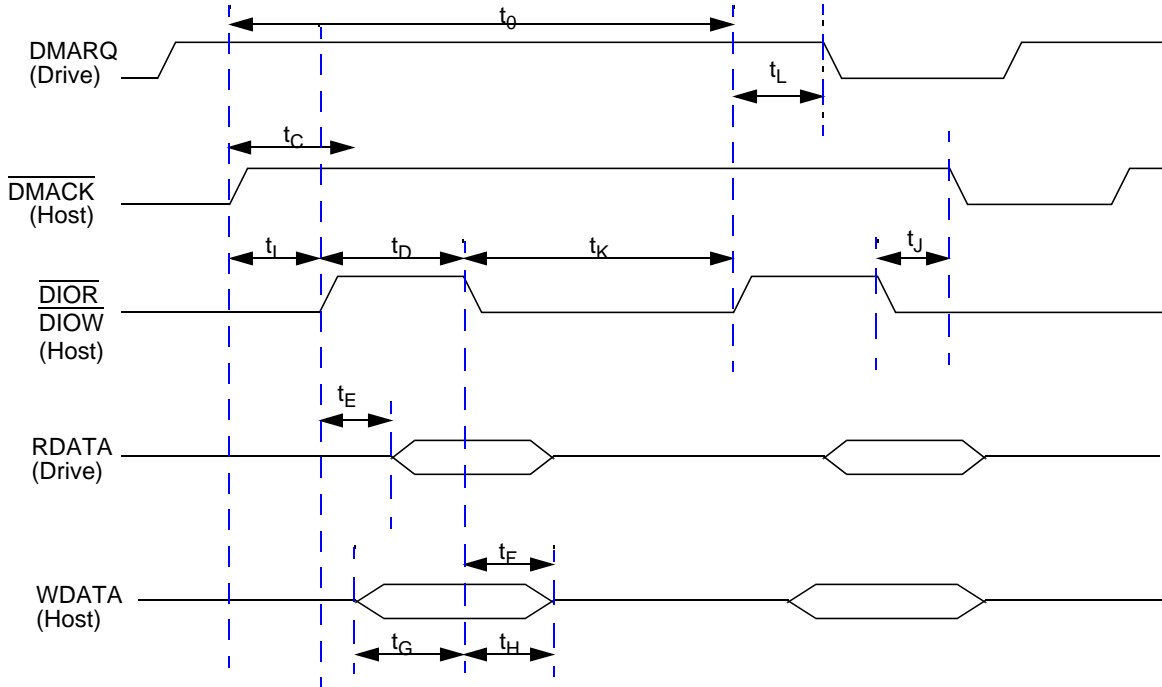 t0
DMARQ
(Drive)
tL
tC
DMACK
(Host)
tI
tD
tK
tJ
DIOR
DIOW
(Host)
tE
RDATA
(Drive)
tF
WDATA
(Host)
tG
tH